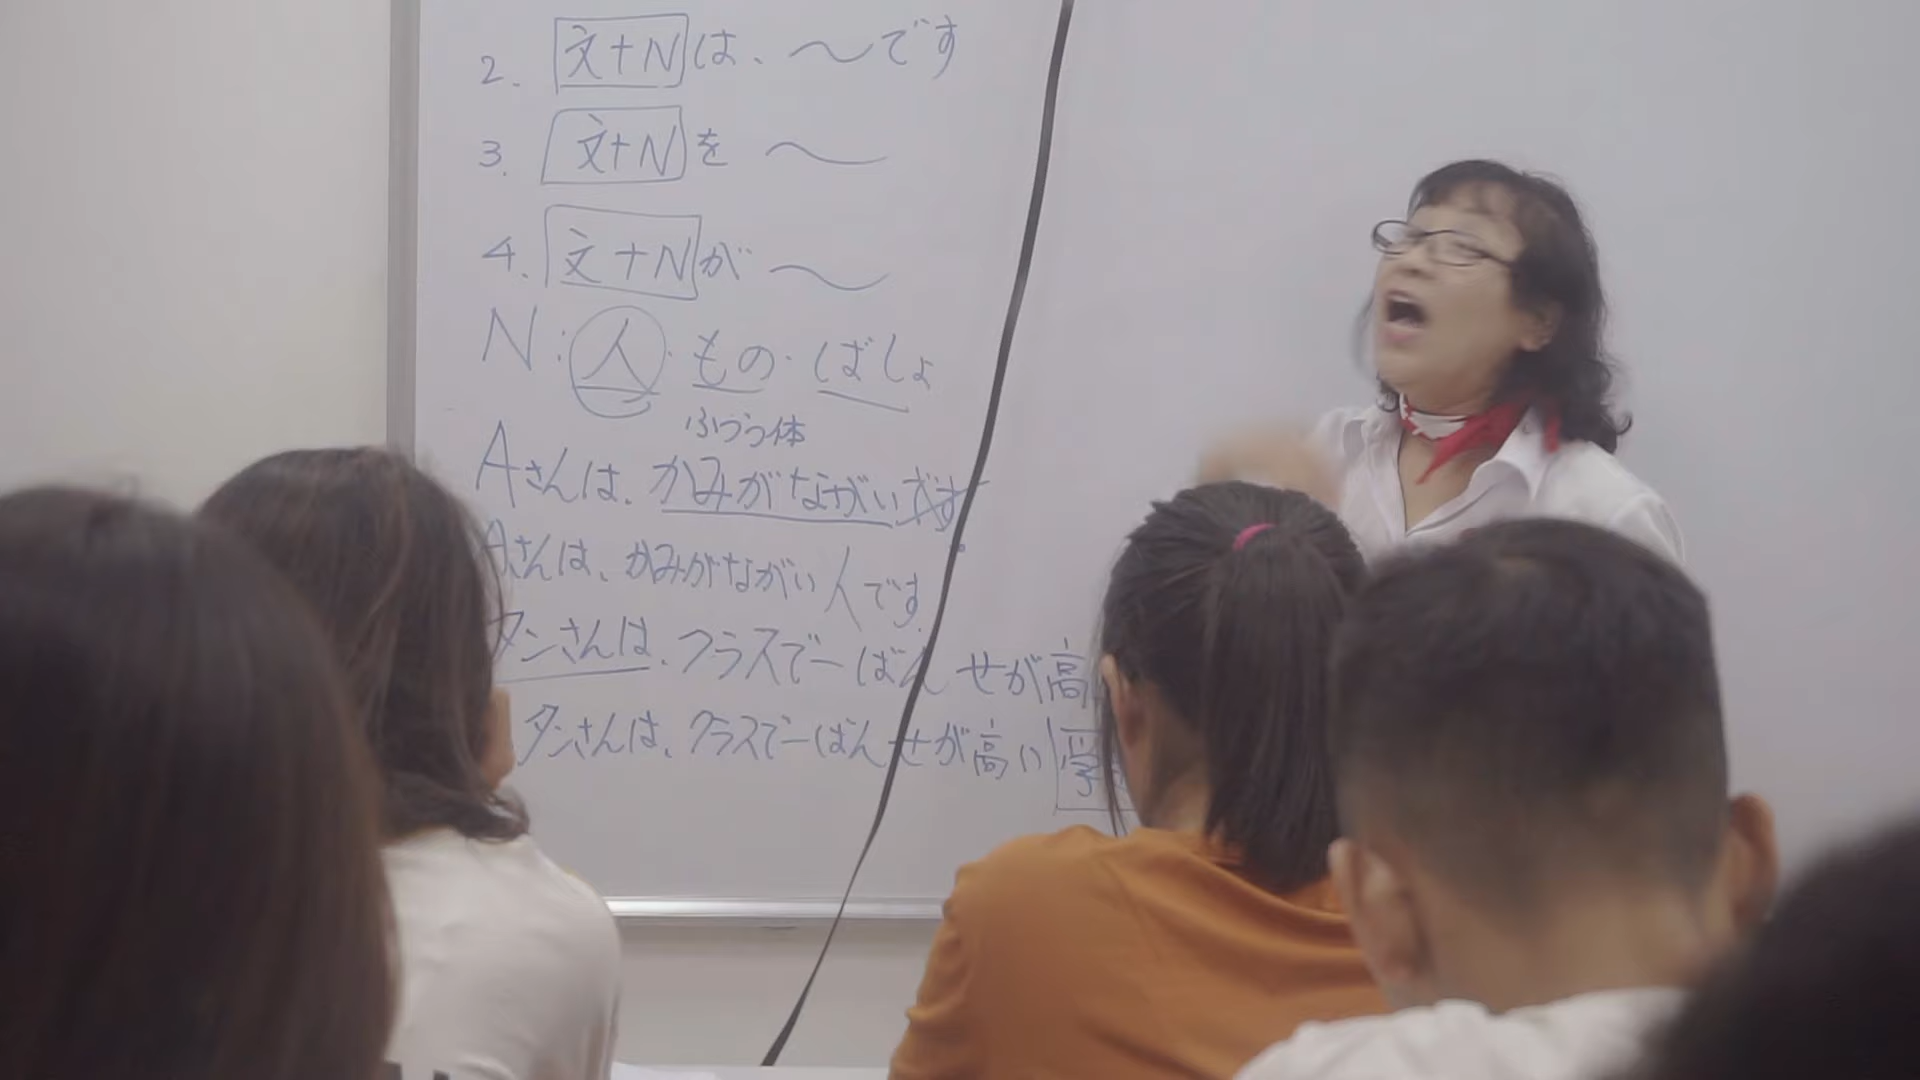 2. 文+Nは、～です
3. 文+Nを ～
4. 文+Nが ～
N:人・もの・ばしょ
ふつう体
Aさんは、かみがながいです
Aさんは、かみがながい人です。
タンさんは、クラスで一ばん せが高
タンさんは、クラスで一ばん せが高い 学